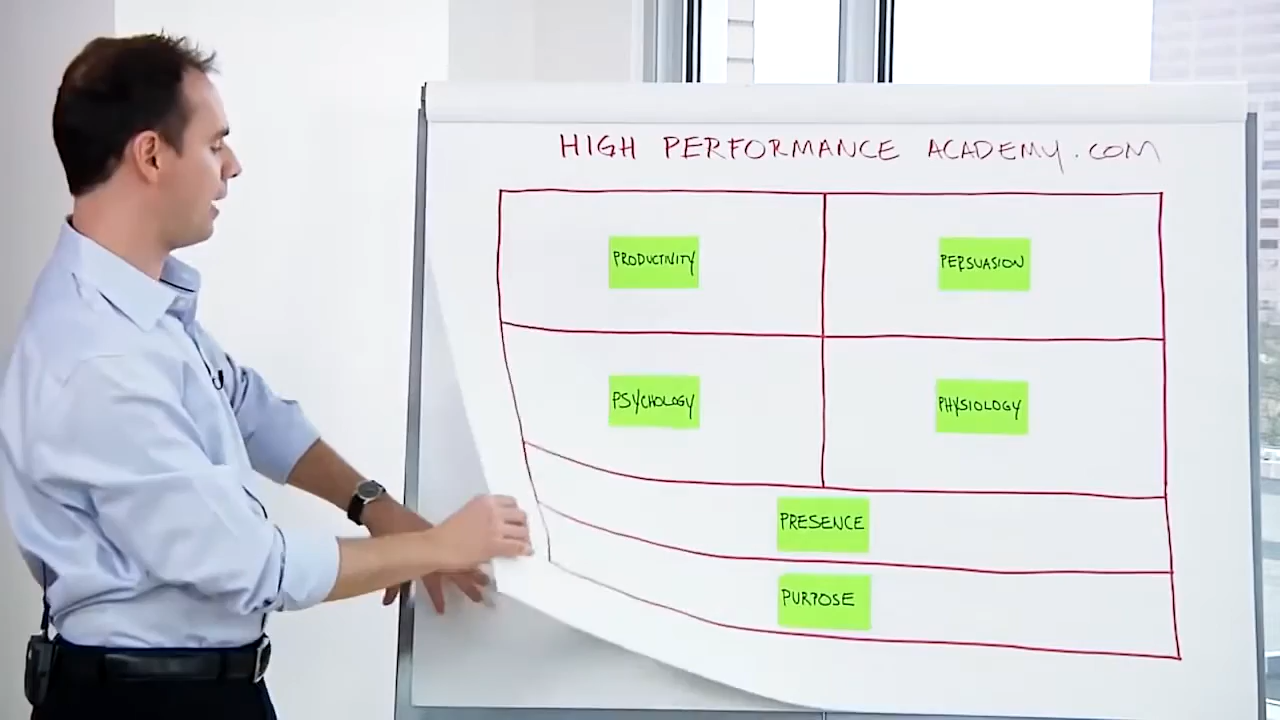 HIGH PERFORMANCE ACADEMY.COM
PRODUCTIVITY
PERSUASION
PSYCHOLOGY
PHYSIOLOGY
PRESENCE
PURPOSE